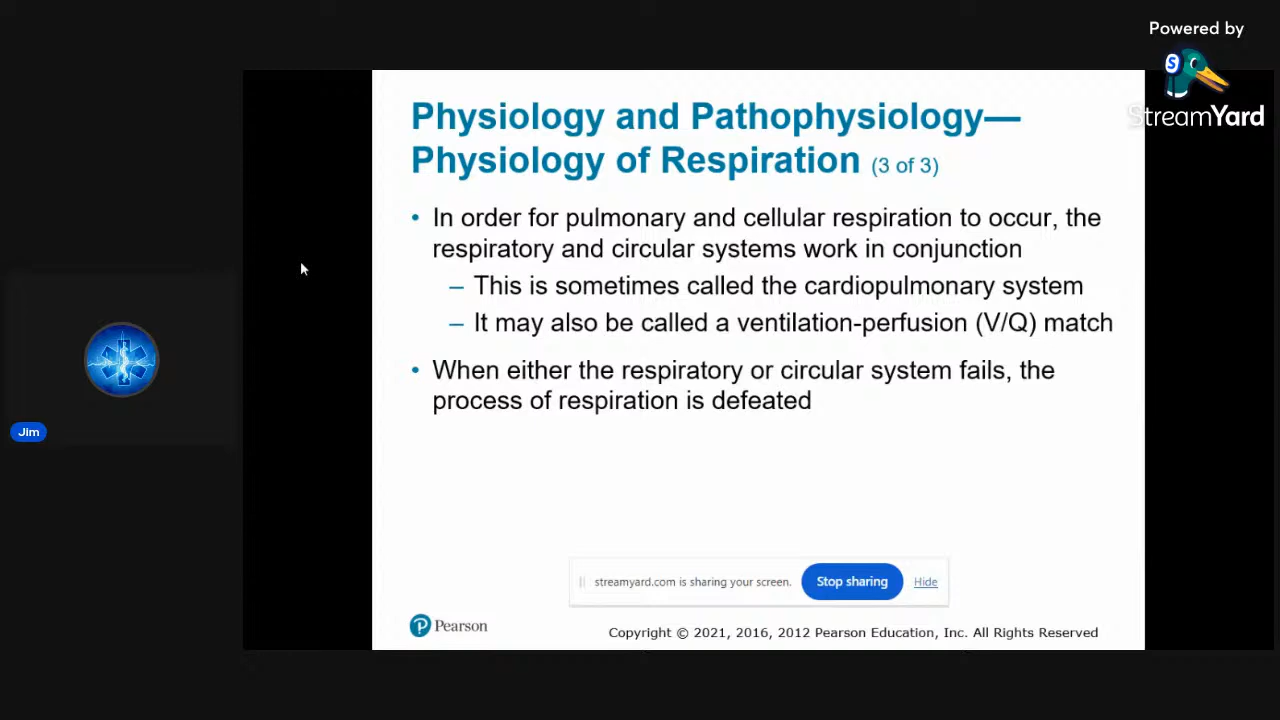 Powered by
StreamYard
Physiology and Pathophysiology—
Physiology of Respiration (3 of 3)
• In order for pulmonary and cellular respiration to occur, the
respiratory and circular systems work in conjunction
– This is sometimes called the cardiopulmonary system
– It may also be called a ventilation-perfusion (V/Q) match
• When either the respiratory or circular system fails, the
process of respiration is defeated
Jim
streamyard.com is sharing your screen. Stop sharing Hide
Pearson
Copyright © 2021, 2016, 2012 Pearson Education, Inc. All Rights Reserved